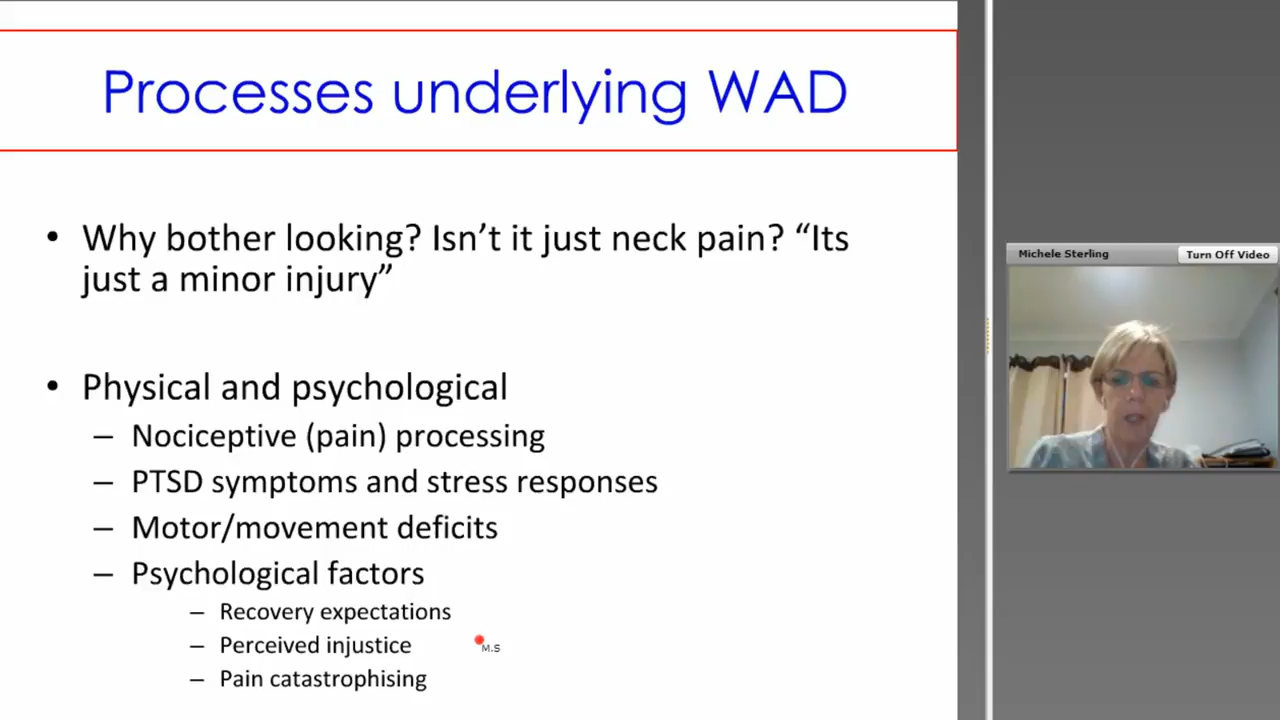 Processes underlying WAD
• Why bother looking? Isn’t it just neck pain? “Its
just a minor injury”
• Physical and psychological
– Nociceptive (pain) processing
– PTSD symptoms and stress responses
– Motor/movement deficits
– Psychological factors
– Recovery expectations
– Perceived injustice
– Pain catastrophising
M.S
Michele Sterling
Turn Off Video